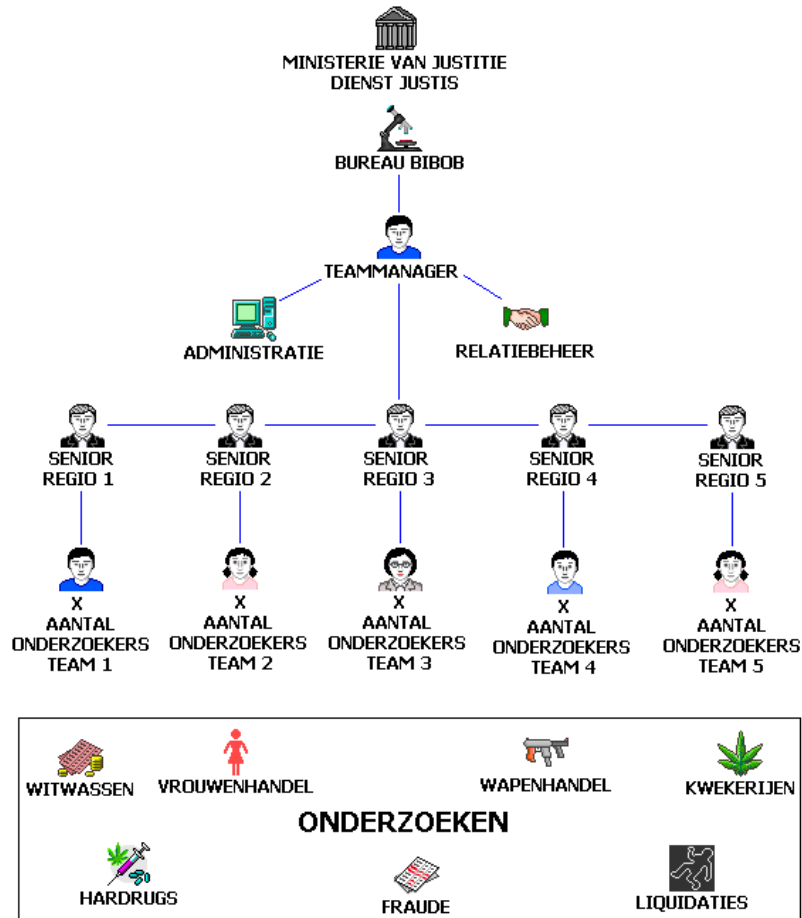 MINISTERIE VAN JUSTITIE
DIENST JUSTIS
BUREAU BIBOB
TEAMMANAGER
ADMINISTRATIE
RELATIEBEHEER
SENIOR
REGIO 1
SENIOR
REGIO 2
SENIOR
REGIO 3
SENIOR
REGIO 4
SENIOR
REGIO 5
X
AANTAL
ONDERZOEKERS
TEAM 1
X
AANTAL
ONDERZOEKERS
TEAM 2
X
AANTAL
ONDERZOEKERS
TEAM 3
X
AANTAL
ONDERZOEKERS
TEAM 4
X
AANTAL
ONDERZOEKERS
TEAM 5
WITWASSEN
VROUWENHANDEL
WAPENHANDEL
KWEKERIJEN
ONDERZOEKEN
HARDRUGS
FRAUDE
LIQUIDATIES